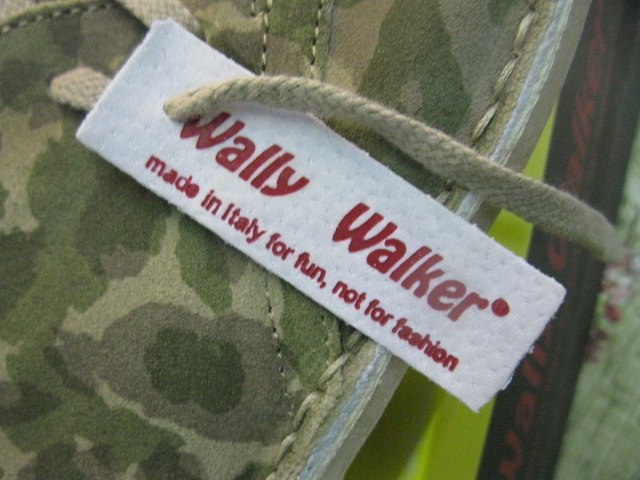 Wally Walker®
made in Italy for fun, not for fashion